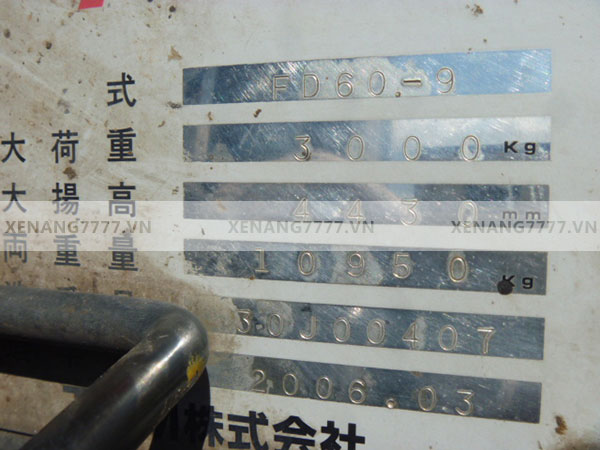 式 FD60-9
大荷重 3000 Kg
大揚高 4430 mm
両重量 10950 Kg
30J00407
2006.03
株式会社
XENANG7777.VN XENANG7777.VN XENANG7777.VN